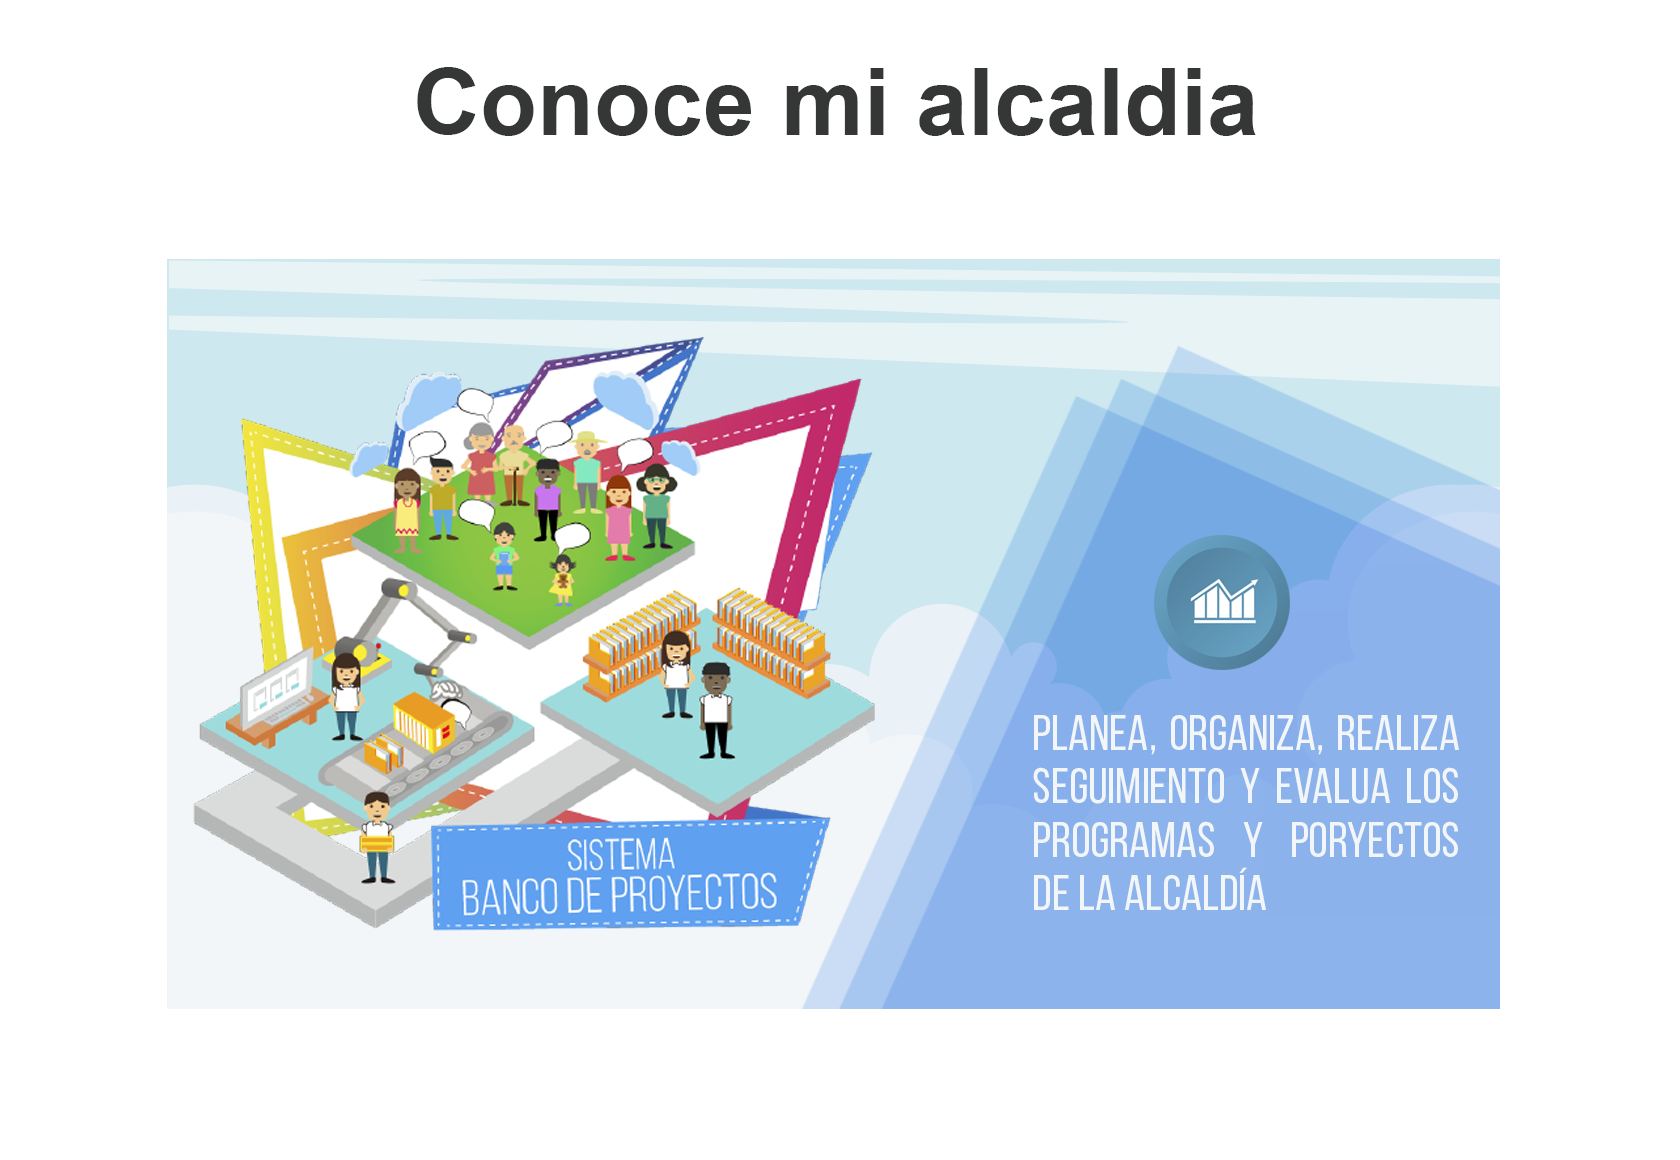 Conoce mi alcaldia
SISTEMA
BANCO DE PROYECTOS
PLANEA, ORGANIZA, REALIZA
SEGUIMIENTO Y EVALUA LOS
PROGRAMAS Y PORYECTOS
DE LA ALCALDÍA